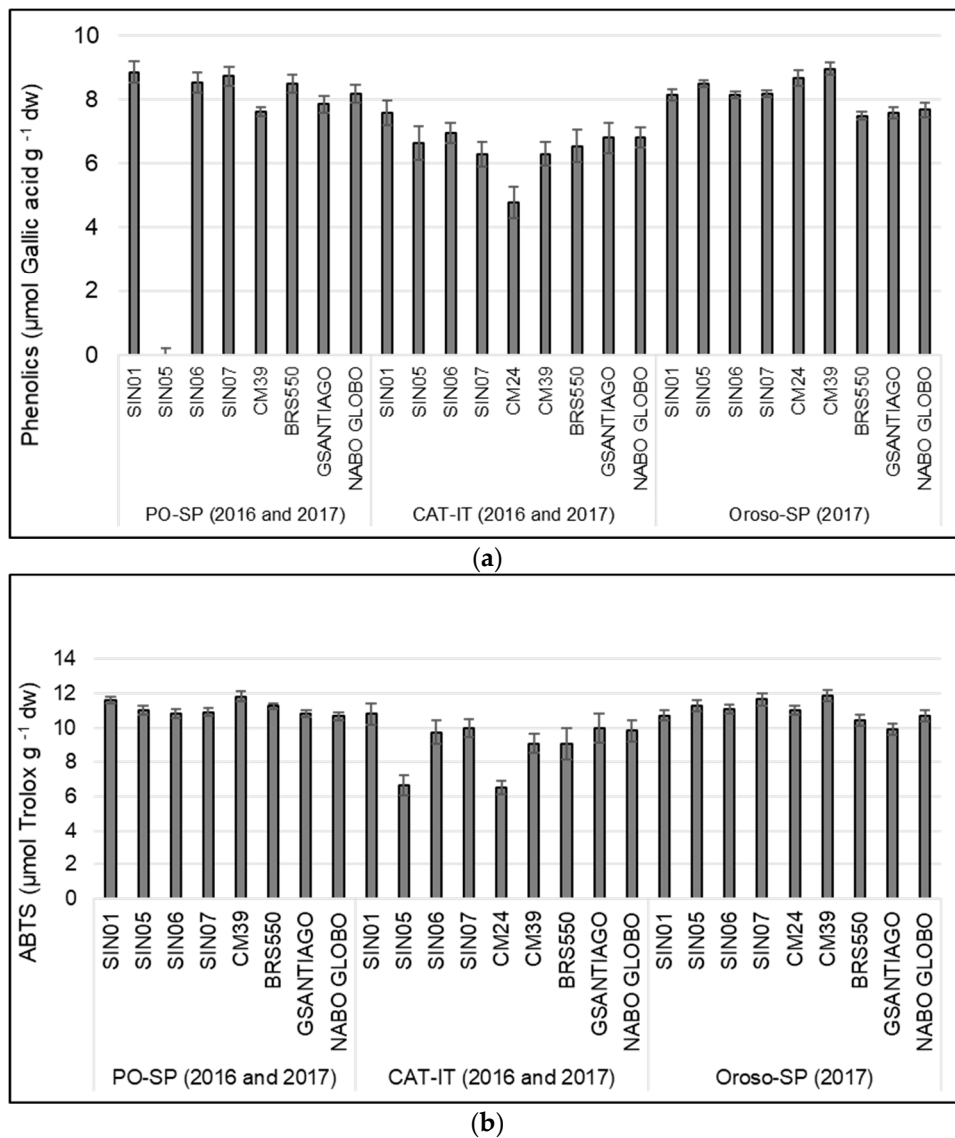 10
8
6
4
2
0
Phenolics (µmol Gallic acid g -1 dw)
SIN01
SIN05
SIN06
SIN07
CM39
BRS550
GSANTIAGO
NABO GLOBO
SIN01
SIN05
SIN06
SIN07
CM24
CM39
BRS550
GSANTIAGO
NABO GLOBO
SIN01
SIN05
SIN06
SIN07
CM24
CM39
BRS550
GSANTIAGO
NABO GLOBO
PO-SP (2016 and 2017) CAT-IT (2016 and 2017) Oroso-SP (2017)
(a)
14
12
10
8
6
4
2
0
ABTS (µmol Trolox g -1 dw)
SIN01
SIN05
SIN06
SIN07
CM39
BRS550
GSANTIAGO
NABO GLOBO
SIN01
SIN05
SIN06
SIN07
CM24
CM39
BRS550
GSANTIAGO
NABO GLOBO
SIN01
SIN05
SIN06
SIN07
CM24
CM39
BRS550
GSANTIAGO
NABO GLOBO
PO-SP (2016 and 2017) CAT-IT (2016 and 2017) Oroso-SP (2017)
(b)